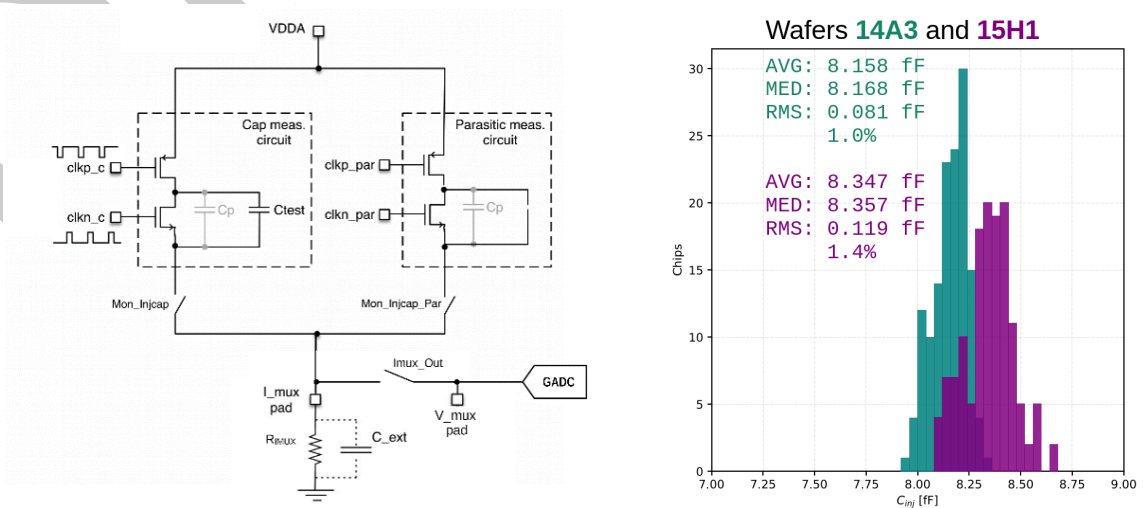 VDDA
Cap meas.
circuit
Parasitic meas.
circuit
clkp_c
clkp_par
clkn_c
clkn_par
Cp
Ctest
Cp
Mon_Injcap
Mon_Injcap_Par
Imux_Out
GADC
I_mux
pad
V_mux
pad
RIMUX
C_ext
Wafers 14A3 and 15H1
AVG: 8.158 fF
MED: 8.168 fF
RMS: 0.081 fF
1.0%
AVG: 8.347 fF
MED: 8.357 fF
RMS: 0.119 fF
1.4%
Chips
30
25
20
15
10
5
0
7.00 7.25 7.50 7.75 8.00 8.25 8.50 8.75 9.00
Cinj [fF]